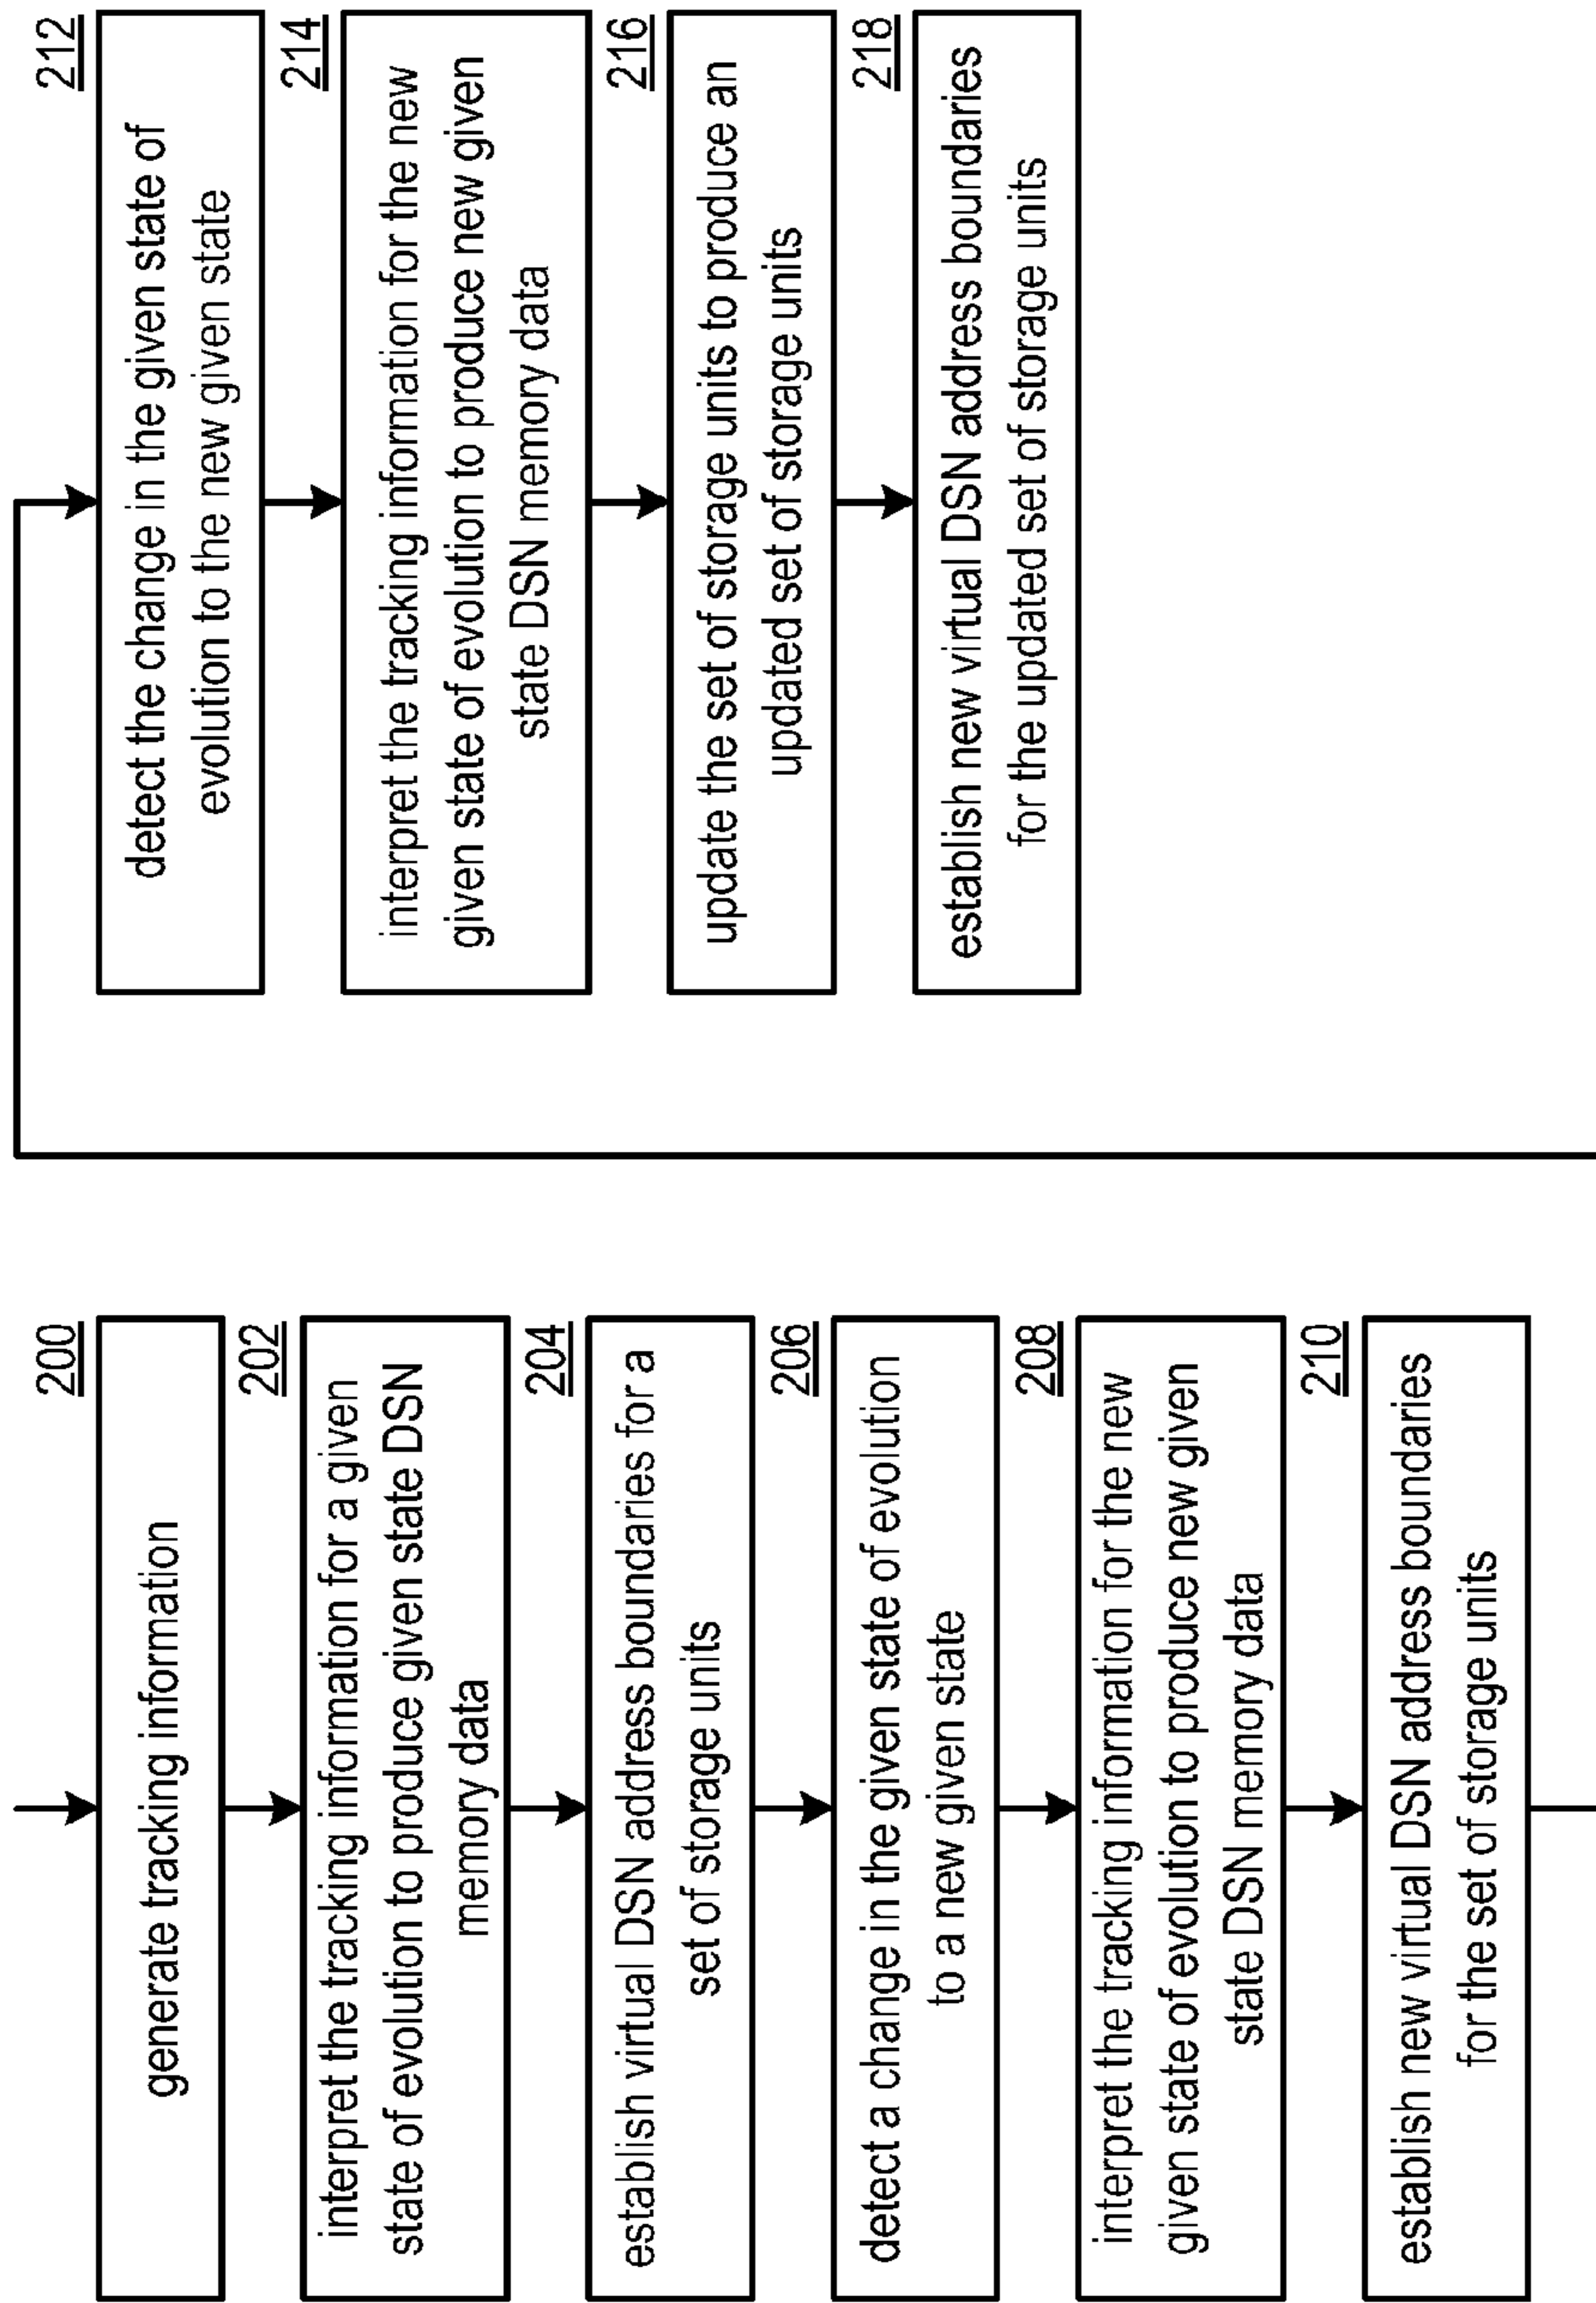 200
generate tracking information
202
interpret the tracking information for a given
state of evolution to produce given state DSN
memory data
204
establish virtual DSN address boundaries for a
set of storage units
206
detect a change in the given state of evolution
to a new given state
208
interpret the tracking information for the new
given state of evolution to produce new given
state DSN memory data
210
establish new virtual DSN address boundaries
for the set of storage units
212
detect the change in the given state of
evolution to the new given state
214
interpret the tracking information for the new
given state of evolution to produce new given
state DSN memory data
216
update the set of storage units to produce an
updated set of storage units
218
establish new virtual DSN address boundaries
for the updated set of storage units